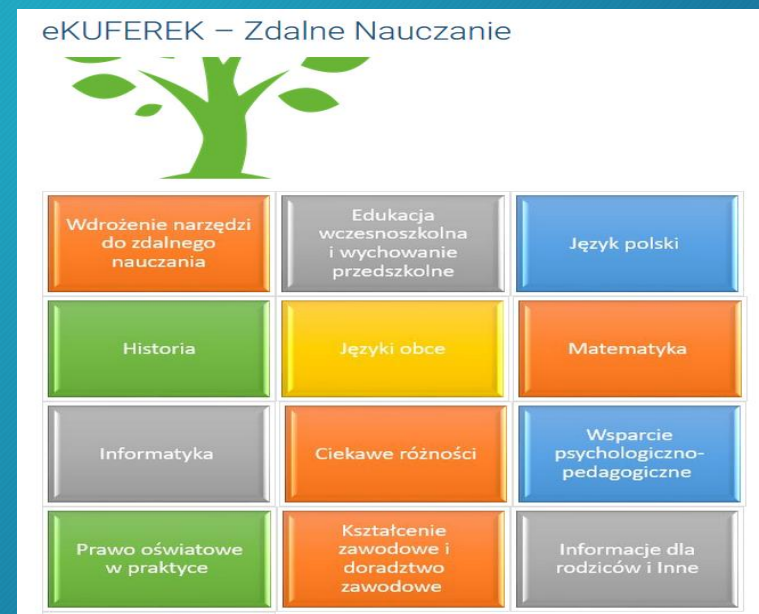 eKUFEREK – Zdalne Nauczanie
Wdrożenie narzędzi
do zdalnego
nauczania
Edukacja
wczesnoszkolna
i wychowanie
przedszkolne
Język polski
Historia
Języki obce
Matematyka
Informatyka
Ciekawe różności
Wsparcie
psychologiczno-
pedagogiczne
Prawo oświatowe
w praktyce
Kształcenie
zawodowe i
doradztwo
zawodowe
Informacje dla
rodziców i Inne